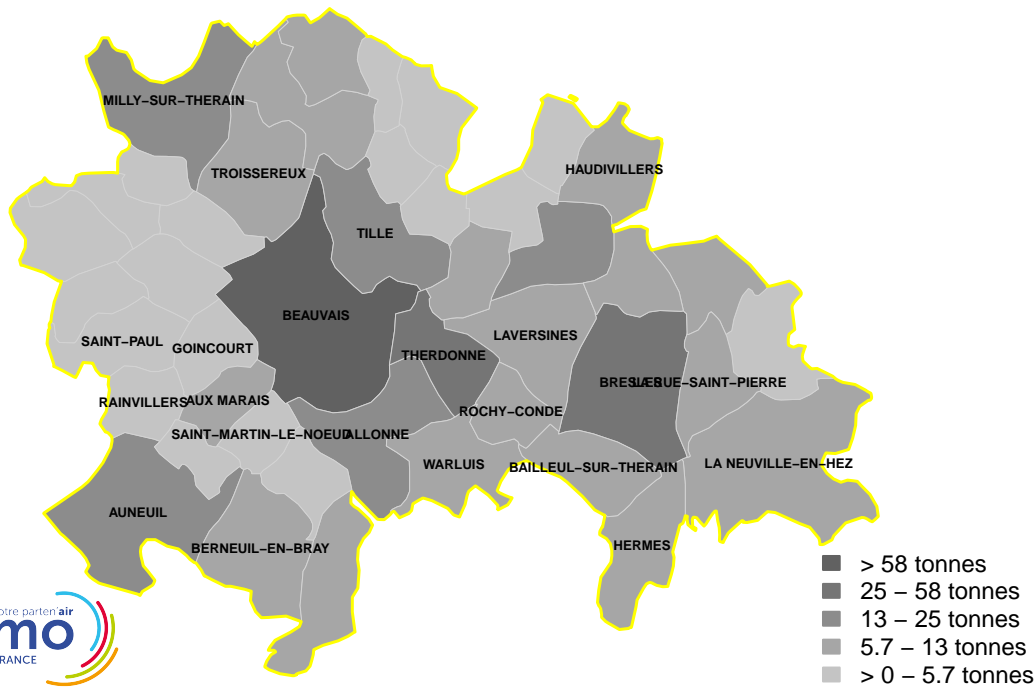 MILLY−SUR−THERAIN
HAUDIVILLERS
TROISSEREUX
TILLE
BEAUVAIS
LAVERSINES
SAINT−PAUL
GOINCOURT
THERDONNE
LA RUE−SAINT−PIERRE
RAINVILLERS
AUX MARAIS
ROCHY−CONDE
SAINT−MARTIN−LE−NOEUD
ALLONNE
WARLUIS
BAILLEUL−SUR−THERAIN
LA NEUVILLE−EN−HEZ
AUNEUIL
BERNEUIL−EN−BRAY
HERMES
> 58 tonnes
25 − 58 tonnes
13 − 25 tonnes
5.7 − 13 tonnes
> 0 − 5.7 tonnes
otre parten'air
mo
RANCE